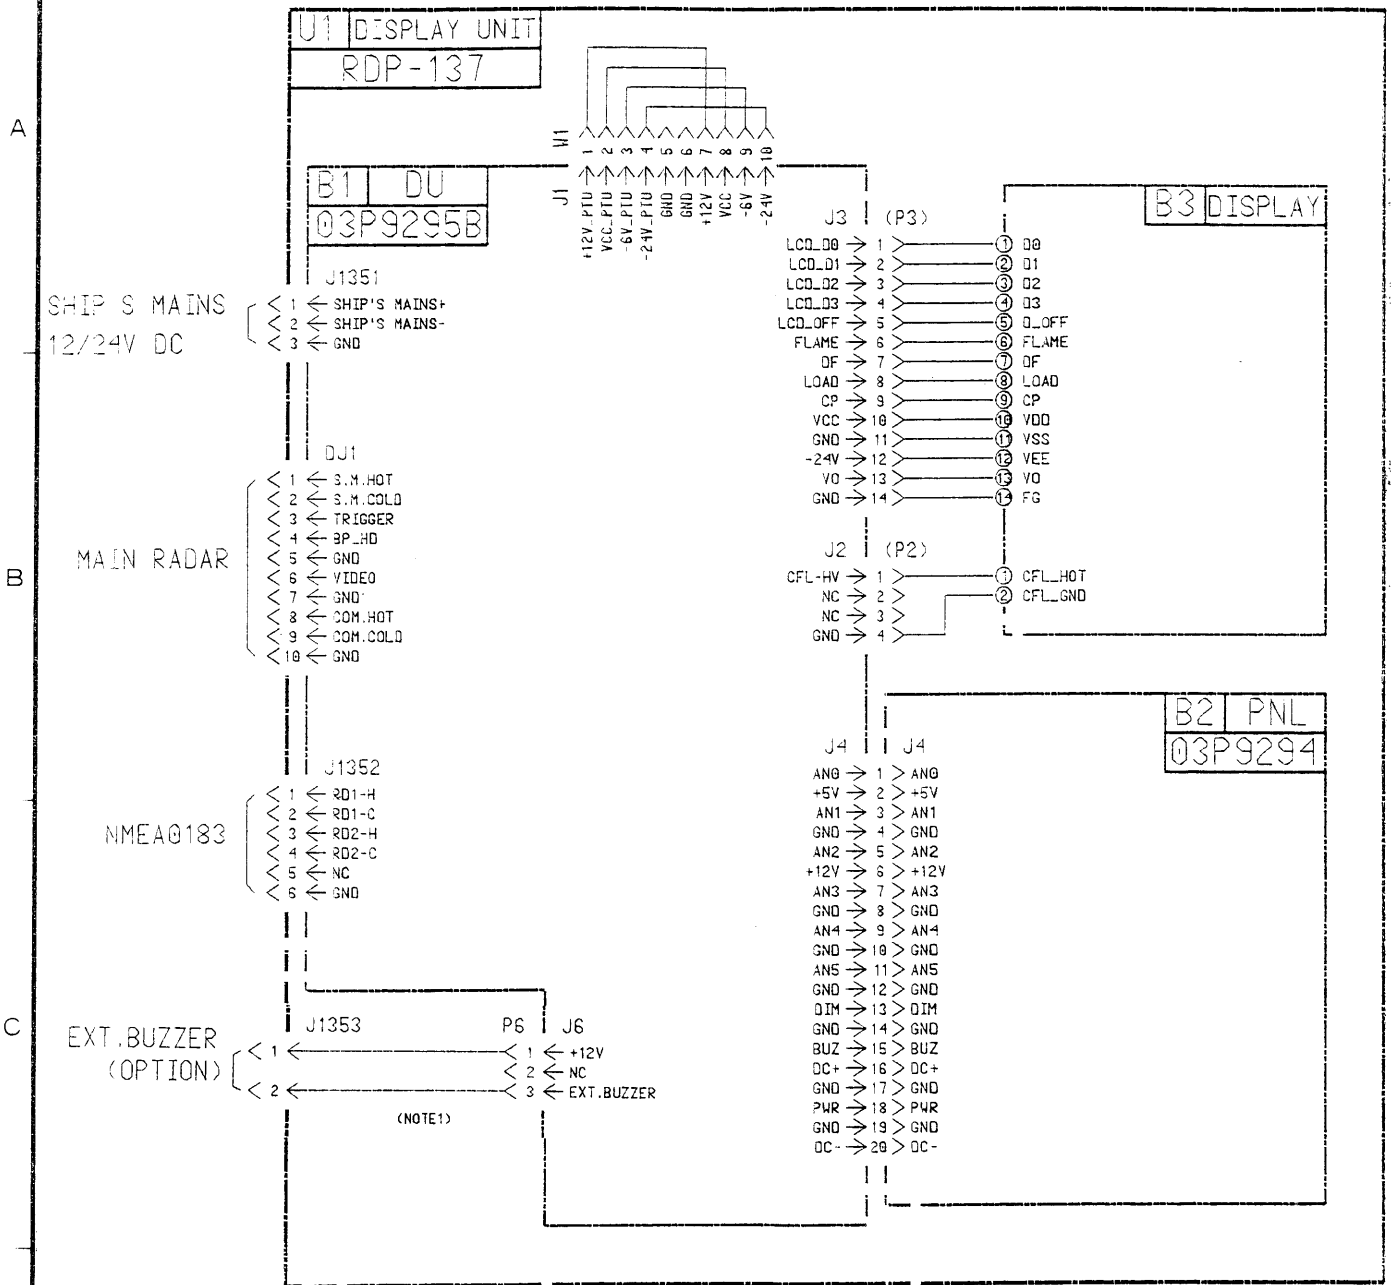 U1 DISPLAY UNIT
RDP-137
A
W1
1 2 3 4 5 6 7 8 9 10
J1
+12V_PTU
VCC_PTU
-6V_PTU
-24V_PTU
GND
GND
+12V
VCC
-6V
-24V
B1 DU
03P9295B
B3 DISPLAY
J3 (P3)
LCD_D0 1 1 D0
LCD_D1 2 2 D1
LCD_D2 3 3 D2
LCD_D3 4 4 D3
LCD_OFF 5 5 D_OFF
FLAME 6 6 FLAME
DF 7 7 DF
LOAD 8 8 LOAD
CP 9 9 CP
VCC 10 10 VDD
GND 11 11 VSS
-24V 12 12 VEE
VO 13 13 VO
GND 14 14 FG
J1351
SHIP S MAINS
12/24V DC
1 SHIP'S MAINS+
2 SHIP'S MAINS-
3 GND
DJ1
MAIN RADAR
1 S.M.HOT
2 S.M.COLD
3 TRIGGER
4 BP_HD
5 GND
6 VIDEO
7 GND
8 COM.HOT
9 COM.COLD
10 GND
B
J2 (P2)
CFL-HV 1 1 CFL_HOT
NC 2 2 CFL_GND
NC 3
GND 4
B2 PNL
03P9294
J1352
NMEA0183
1 RD1-H
2 RD1-C
3 RD2-H
4 RD2-C
5 NC
6 GND
J4 J4
AN0 1 AN0
+5V 2 +5V
AN1 3 AN1
GND 4 GND
AN2 5 AN2
+12V 6 +12V
AN3 7 AN3
GND 8 GND
AN4 9 AN4
GND 10 GND
AN5 11 AN5
GND 12 GND
DIM 13 DIM
GND 14 GND
BUZ 15 BUZ
DC+ 16 DC+
GND 17 GND
PWR 18 PWR
GND 19 GND
DC- 20 DC-
C
EXT.BUZZER
(OPTION)
J1353 P6 J6
1 1 +12V
2 NC
2 3 EXT.BUZZER
(NOTE1)